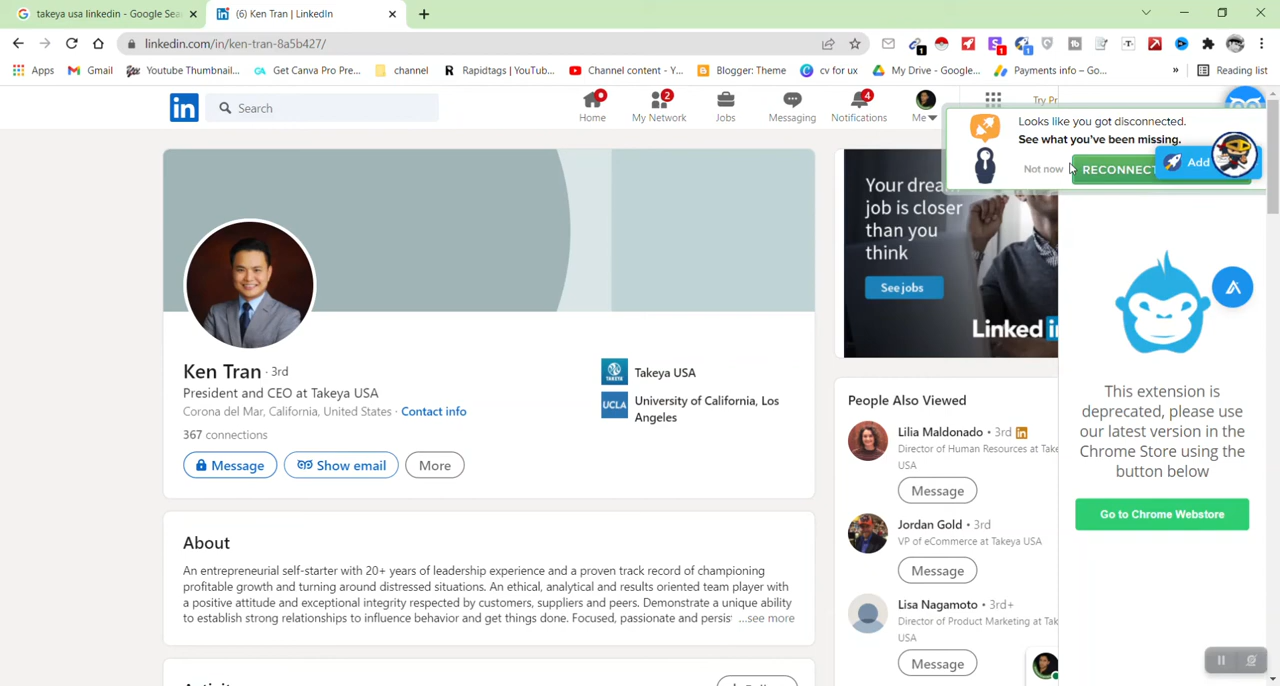 takeya usa linkedin - Google Sea
(6) Ken Tran | LinkedIn
linkedin.com/in/ken-tran-8a5b427/
Apps
Gmail
Youtube Thumbnail...
Get Canva Pro Pre...
channel
Rapidtags | YouTub...
Channel content - Y...
Blogger: Theme
cv for ux
My Drive - Google...
Payments info – Go...
»
Reading list
in
Search
Home
2
My Network
Jobs
Messaging
4
Notifications
Me
Try Pr
Looks like you got disconnected.
See what you've been missing.
Not now
RECONNECT
Add
Your dream
job is closer
than you
think
See jobs
Linked in
Ken Tran · 3rd
President and CEO at Takeya USA
Corona del Mar, California, United States · Contact info
367 connections
Message
Show email
More
TAKEYA
Takeya USA
UCLA
University of California, Los
Angeles
People Also Viewed
Lilia Maldonado • 3rd in
Director of Human Resources at Take
USA
Message
Jordan Gold • 3rd
VP of eCommerce at Takeya USA
Message
Lisa Nagamoto • 3rd+
Director of Product Marketing at Tak
USA
Message
This extension is
deprecated, please use
our latest version in the
Chrome Store using the
button below
Go to Chrome Webstore
About
An entrepreneurial self-starter with 20+ years of leadership experience and a proven track record of championing
profitable growth and turning around distressed situations. An ethical, analytical and results oriented team player with
a positive attitude and exceptional integrity respected by customers, suppliers and peers. Demonstrate a unique ability
to establish strong relationships to influence behavior and get things done. Focused, passionate and persis ...see more